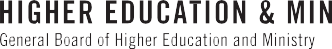 HIGHER EDUCATION & MIN
General Board of Higher Education and Ministry